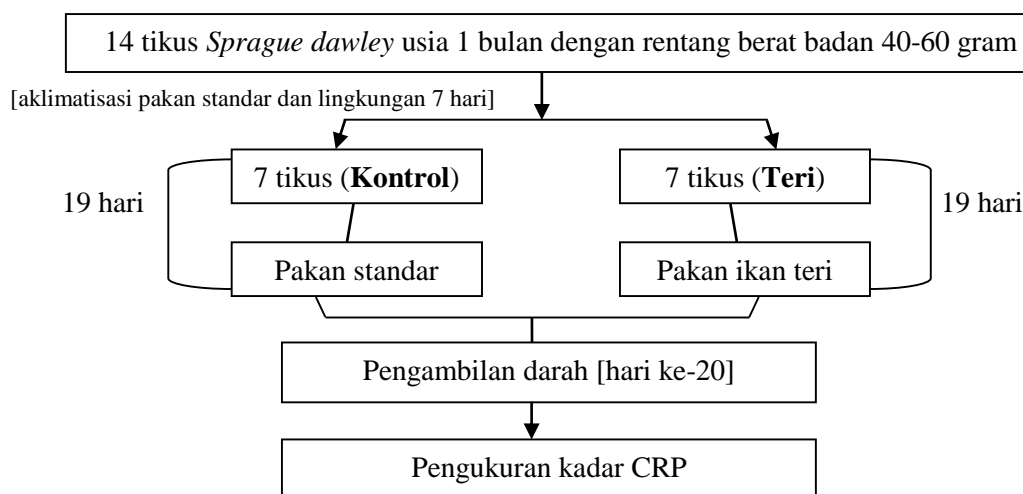 14 tikus Sprague dawley usia 1 bulan dengan rentang berat badan 40-60 gram
[aklimatisasi pakan standar dan lingkungan 7 hari]
7 tikus (Kontrol)
7 tikus (Teri)
19 hari
19 hari
Pakan standar
Pakan ikan teri
Pengambilan darah [hari ke-20]
Pengukuran kadar CRP